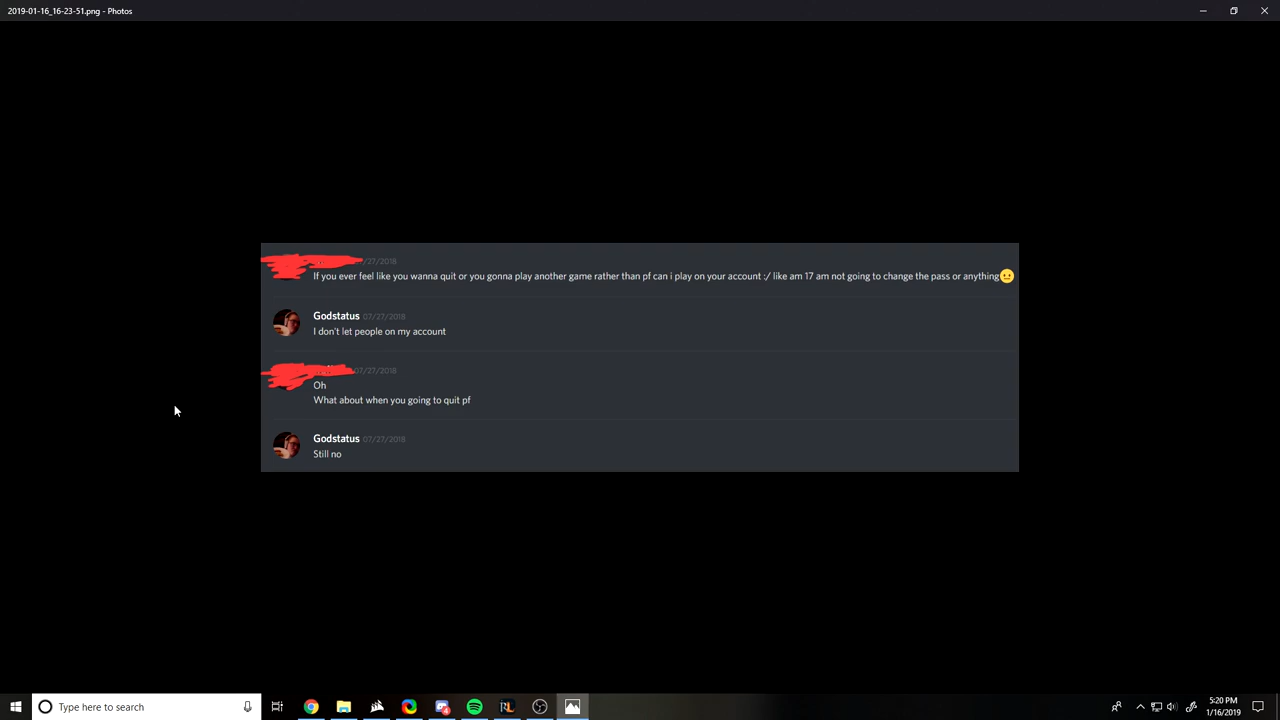 2019-01-16_16-23-51.png - Photos
/27/2018
If you ever feel like you wanna quit or you gonna play another game rather than pf can i play on your account :/ like am 17 am not going to change the pass or anything😐
Godstatus 07/27/2018
I don't let people on my account
07/27/2018
Oh
What about when you going to quit pf
Godstatus 07/27/2018
Still no
Type here to search
5:20 PM
1/16/2019